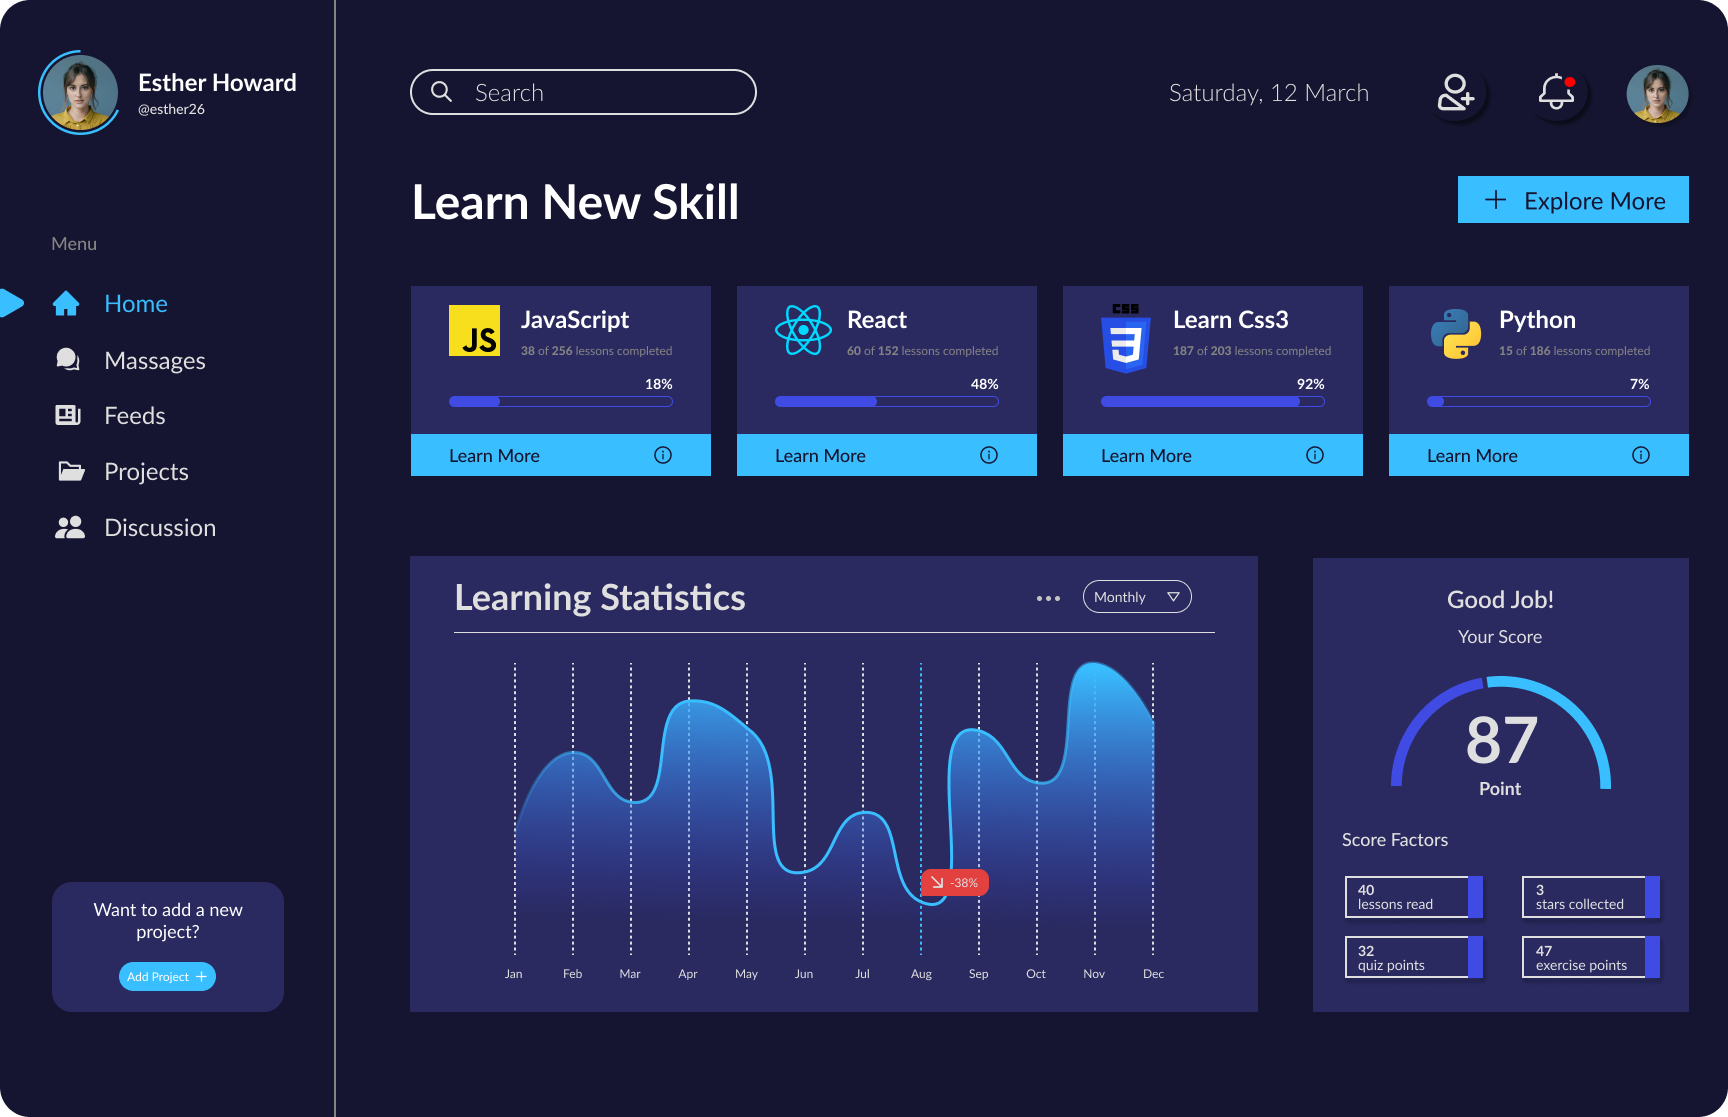 Esther Howard
@esther26
Search
Saturday, 12 March
Learn New Skill
Explore More
Menu
Home
Massages
Feeds
Projects
Discussion
Want to add a new
project?
Add Project
JS
JavaScript
38 of 256 lessons completed
18%
Learn More
React
60 of 152 lessons completed
48%
Learn More
CSS
3
Learn Css3
187 of 203 lessons completed
92%
Learn More
Python
15 of 186 lessons completed
7%
Learn More
Learning Statistics
Monthly
-38%
Jan Feb Mar Apr May Jun Jul Aug Sep Oct Nov Dec
Good Job!
Your Score
87
Point
Score Factors
40
lessons read
3
stars collected
32
quiz points
47
exercise points